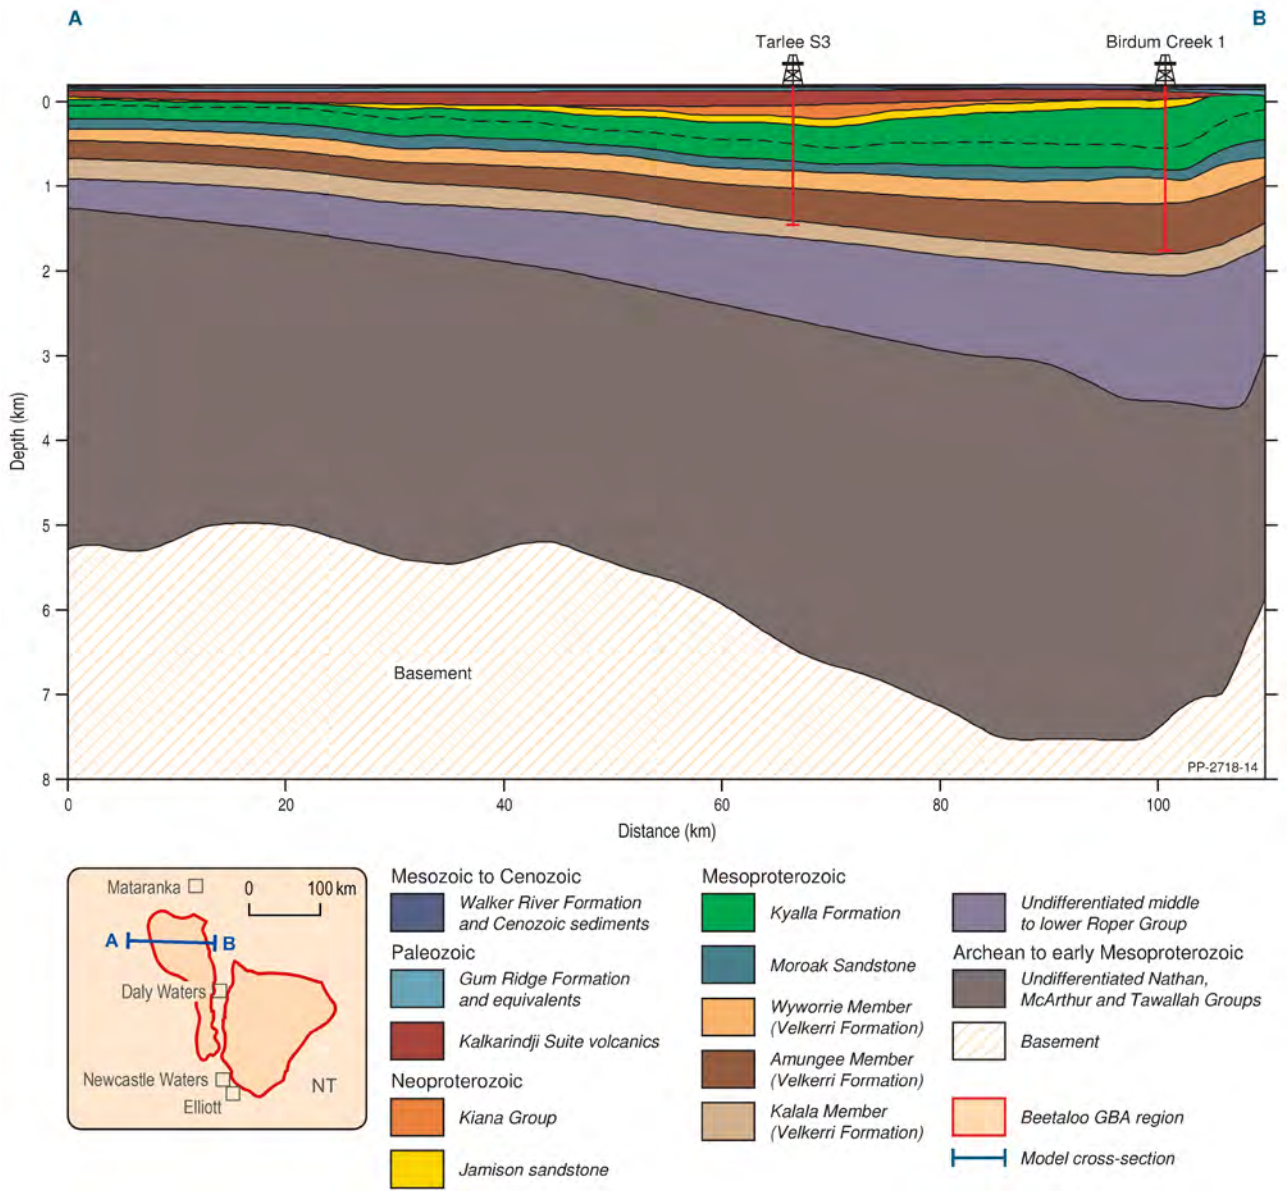 A
B
Tarlee S3
Birdum Creek 1
0
1
2
3
4
5
6
7
8
Depth (km)
Basement
PP-2718-14
0
20
40
60
80
100
Distance (km)
Mataranka
0
100 km
A
B
Daly Waters
Newcastle Waters
Elliott
NT
Mesozoic to Cenozoic
Walker River Formation
and Cenozoic sediments
Paleozoic
Gum Ridge Formation
and equivalents
Kalkarindji Suite volcanics
Neoproterozoic
Kiana Group
Jamison sandstone
Mesoproterozoic
Kyalla Formation
Moroak Sandstone
Wyworrie Member
(Velkerri Formation)
Amungee Member
(Velkerri Formation)
Kalala Member
(Velkerri Formation)
Undifferentiated middle
to lower Roper Group
Archean to early Mesoproterozoic
Undifferentiated Nathan,
McArthur and Tawallah Groups
Basement
Beetaloo GBA region
Model cross-section